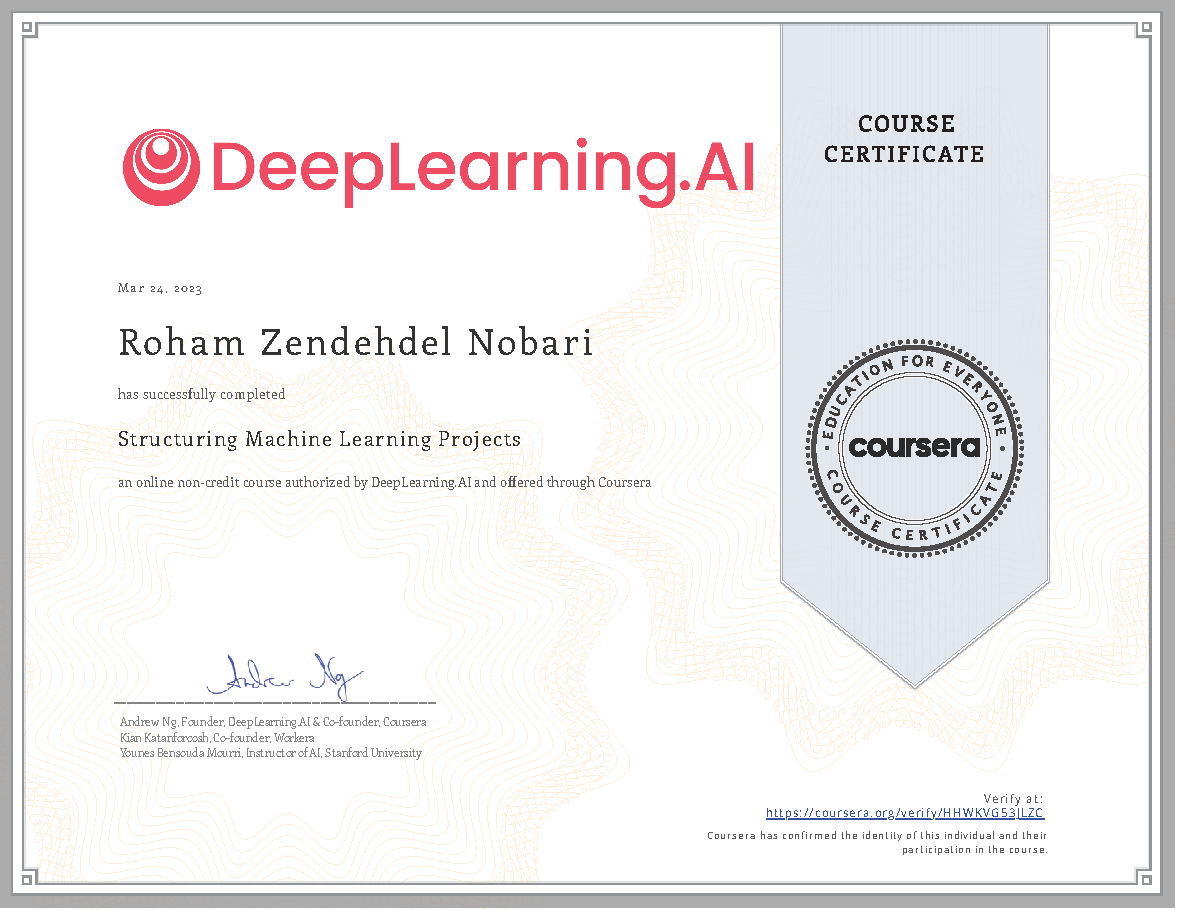 DeepLearning.AI
COURSE
CERTIFICATE
Mar 24, 2023
Roham Zendehdel Nobari
has successfully completed
Structuring Machine Learning Projects
an online non-credit course authorized by DeepLearning.AI and offered through Coursera
EDUCATION FOR EVERYONE
coursera
COURSE CERTIFICATE
Andrew Ng
Andrew Ng, Founder, DeepLearning.AI & Co-founder, Coursera
Kian Katanforoosh, Co-founder, Workera
Younes Bensouda Mourri, Instructor of AI, Stanford University
Verify at:
https://coursera.org/verify/HHWKVG53JLZC
Coursera has confirmed the identity of this individual and their
participation in the course.